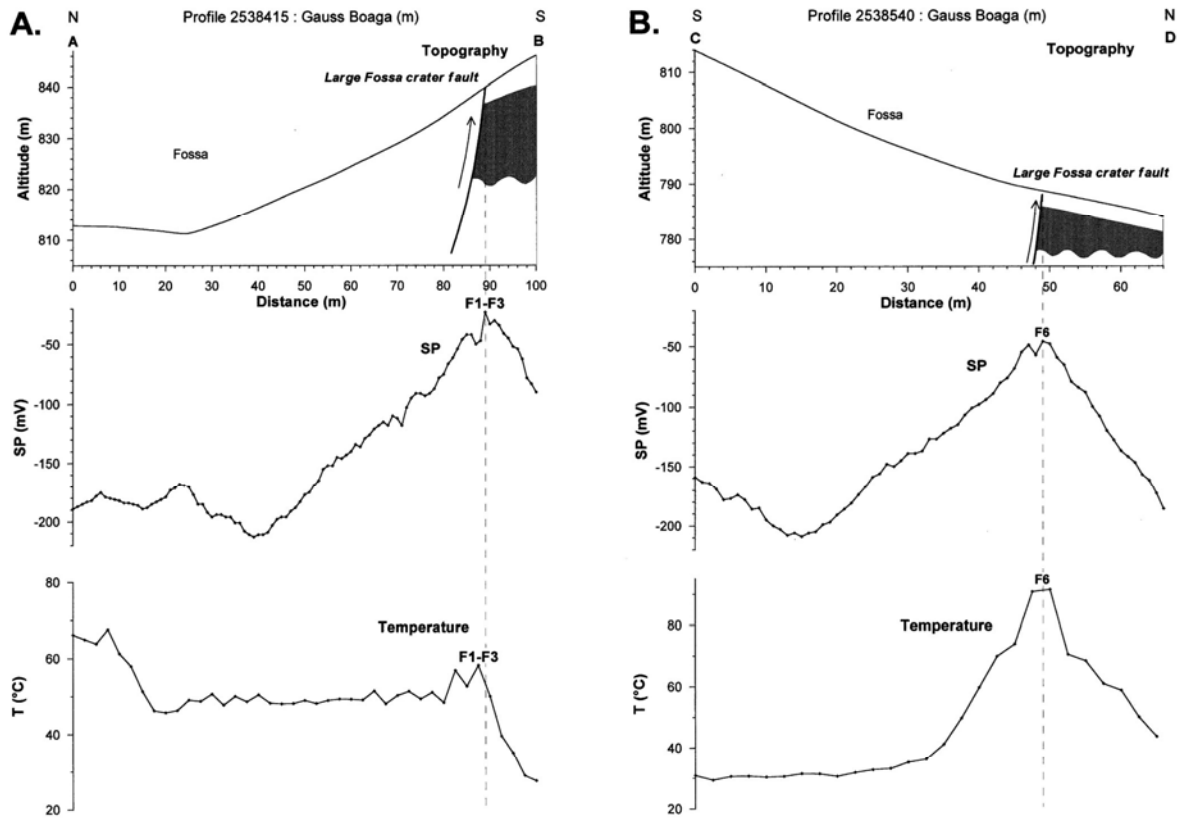 A.
N
Profile 2538415 : Gauss Boaga (m)
S
A
B
Topography
Large Fossa crater fault
Fossa
Altitude (m)
840
830
820
810
0 10 20 30 40 50 60 70 80 90 100
Distance (m)
F1-F3
SP
SP (mV)
-50
-100
-150
-200
Temperature
F1-F3
T (°C)
80
60
40
20
B.
S
Profile 2538540 : Gauss Boaga (m)
N
C
D
Topography
Fossa
Large Fossa crater fault
Altitude (m)
810
800
790
780
0 10 20 30 40 50 60
Distance (m)
F6
SP
SP (mV)
-50
-100
-150
-200
F6
Temperature
T (°C)
80
60
40
20